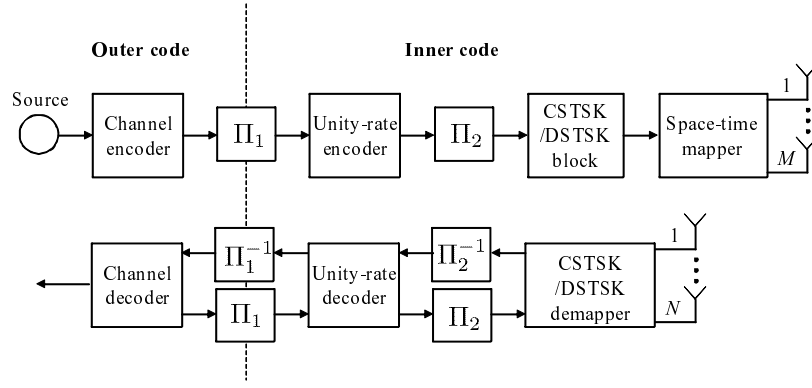 Outer code
Inner code
Source
Channel
encoder
Π₁
Unity-rate
encoder
Π₂
CSTSK
/DSTSK
block
Space-time
mapper
1
M
Channel
decoder
Π₁⁻¹
Π₁
Unity-rate
decoder
Π₂⁻¹
Π₂
CSTSK
/DSTSK
demapper
1
N